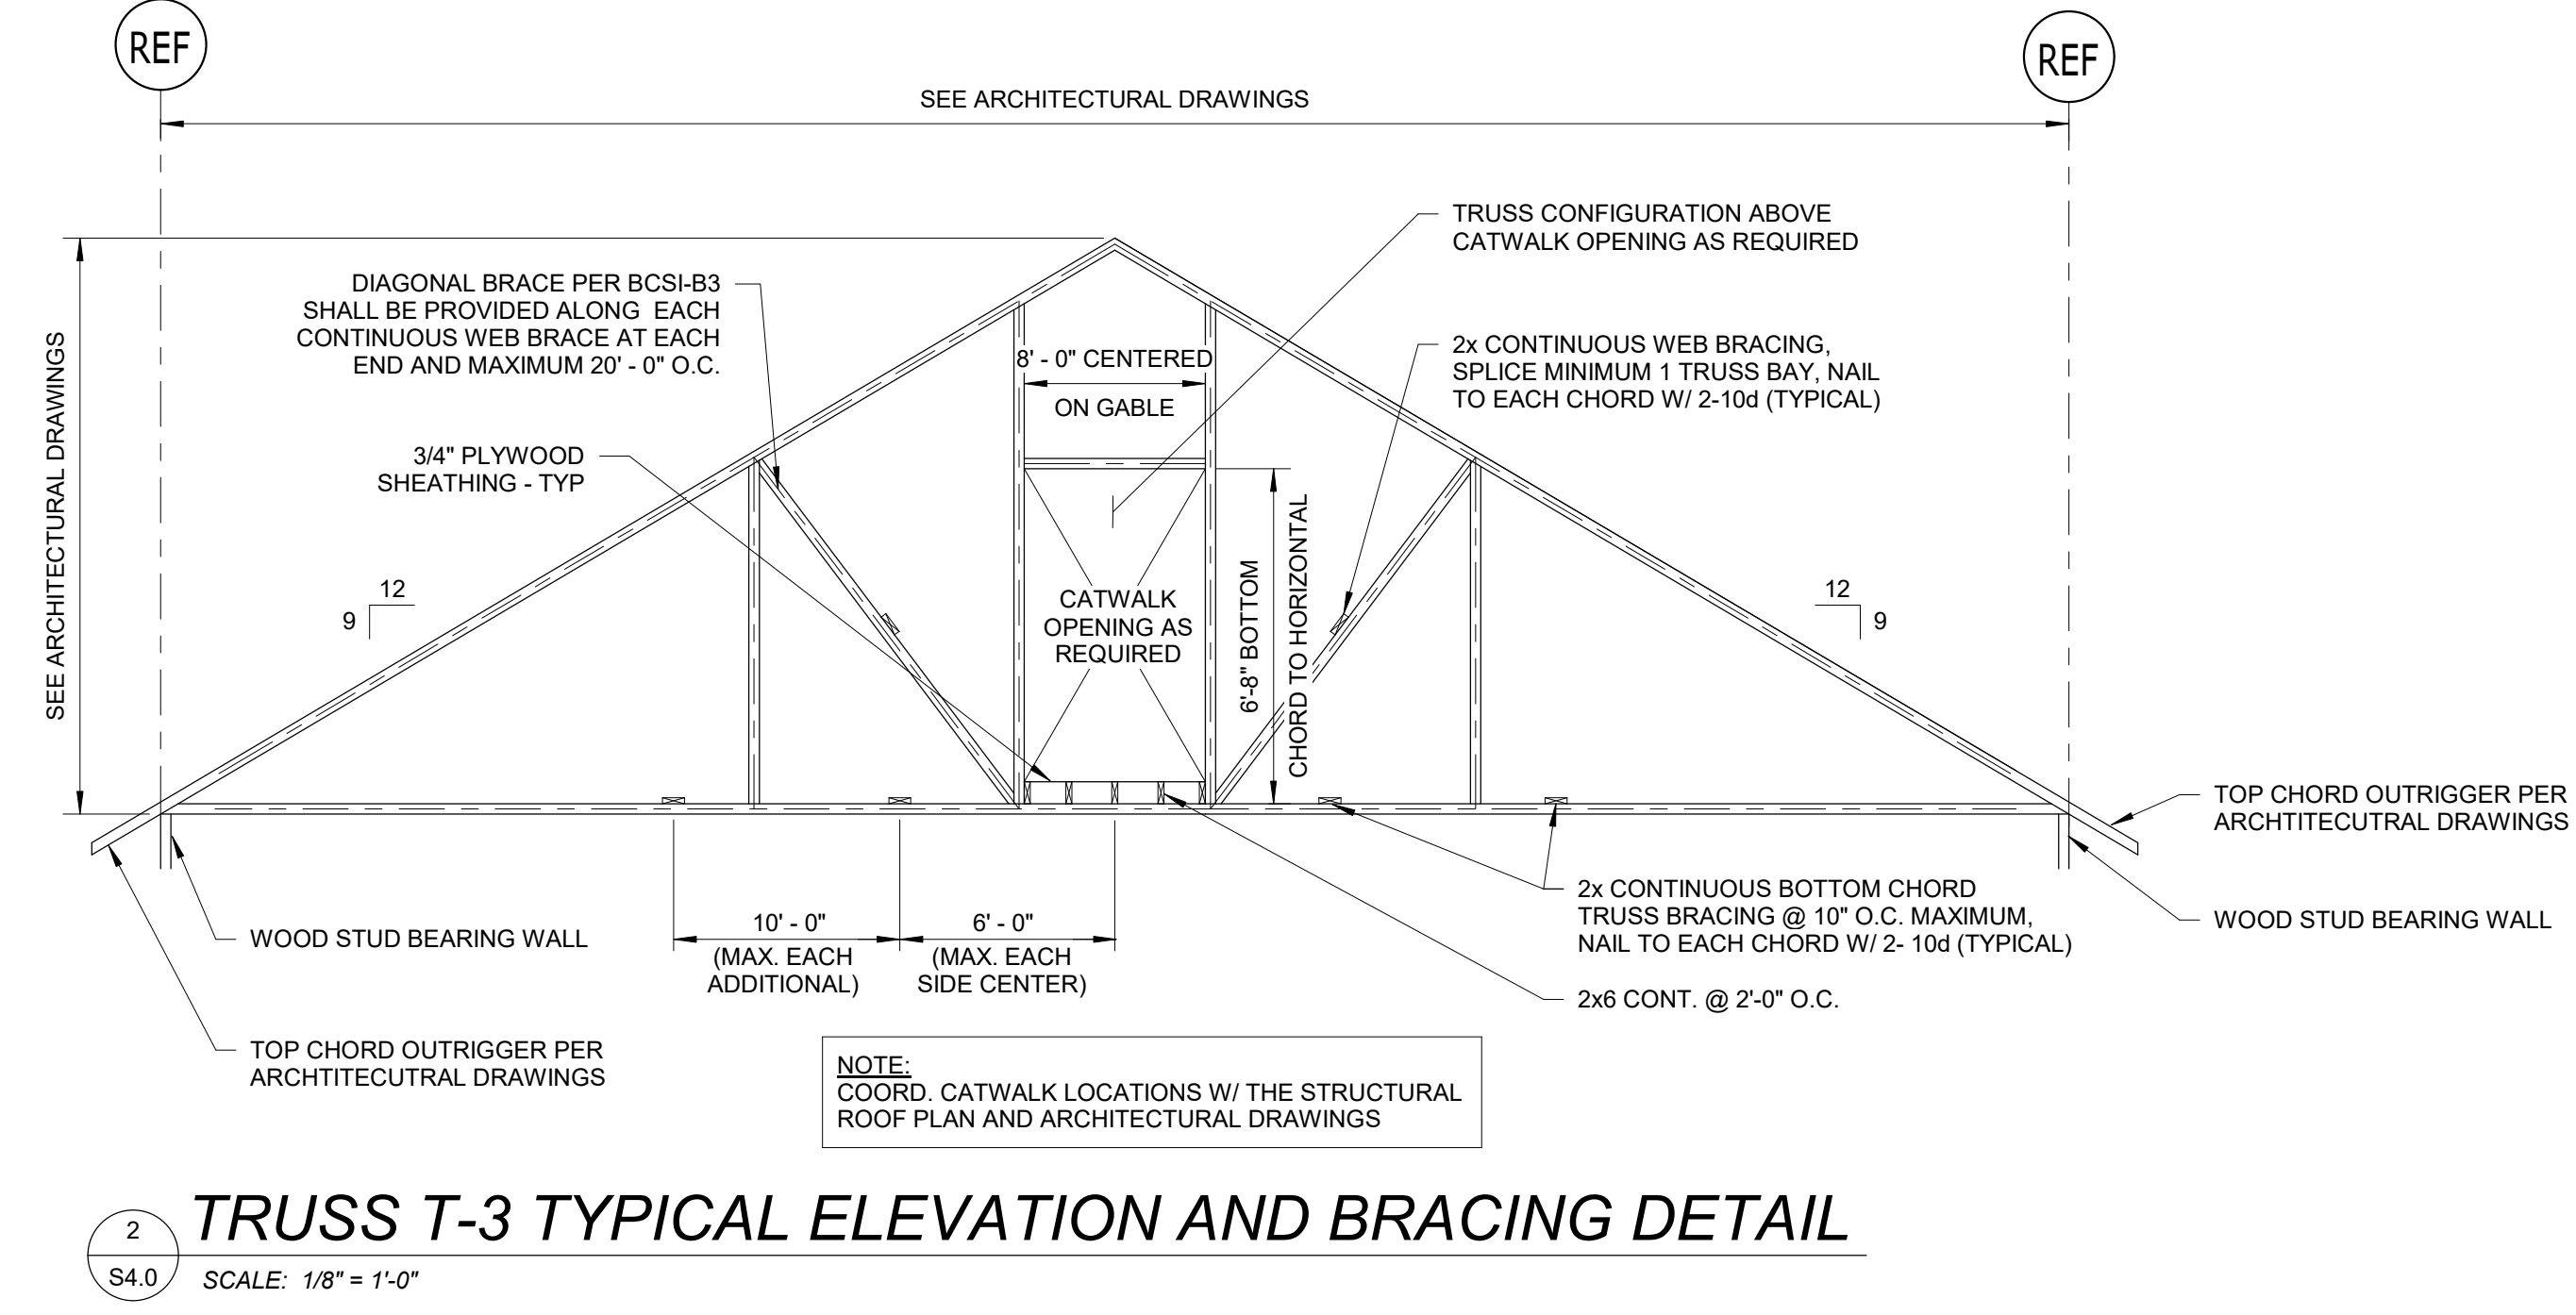 REF
REF
SEE ARCHITECTURAL DRAWINGS
TRUSS CONFIGURATION ABOVE
CATWALK OPENING AS REQUIRED
DIAGONAL BRACE PER BCSI-B3
SHALL BE PROVIDED ALONG EACH
CONTINUOUS WEB BRACE AT EACH
END AND MAXIMUM 20' - 0" O.C.
8' - 0" CENTERED
ON GABLE
2x CONTINUOUS WEB BRACING,
SPLICE MINIMUM 1 TRUSS BAY, NAIL
TO EACH CHORD W/ 2-10d (TYPICAL)
SEE ARCHITECTURAL DRAWINGS
3/4" PLYWOOD
SHEATHING - TYP
12
9
CATWALK
OPENING AS
REQUIRED
6'-8" BOTTOM
CHORD TO HORIZONTAL
12
9
TOP CHORD OUTRIGGER PER
ARCHTITECUTRAL DRAWINGS
WOOD STUD BEARING WALL
10' - 0"
(MAX. EACH
ADDITIONAL)
6' - 0"
(MAX. EACH
SIDE CENTER)
2x CONTINUOUS BOTTOM CHORD
TRUSS BRACING @ 10" O.C. MAXIMUM,
NAIL TO EACH CHORD W/ 2- 10d (TYPICAL)
WOOD STUD BEARING WALL
2x6 CONT. @ 2'-0" O.C.
TOP CHORD OUTRIGGER PER
ARCHTITECUTRAL DRAWINGS
NOTE:
COORD. CATWALK LOCATIONS W/ THE STRUCTURAL
ROOF PLAN AND ARCHITECTURAL DRAWINGS
2
S4.0
TRUSS T-3 TYPICAL ELEVATION AND BRACING DETAIL
SCALE: 1/8" = 1'-0"